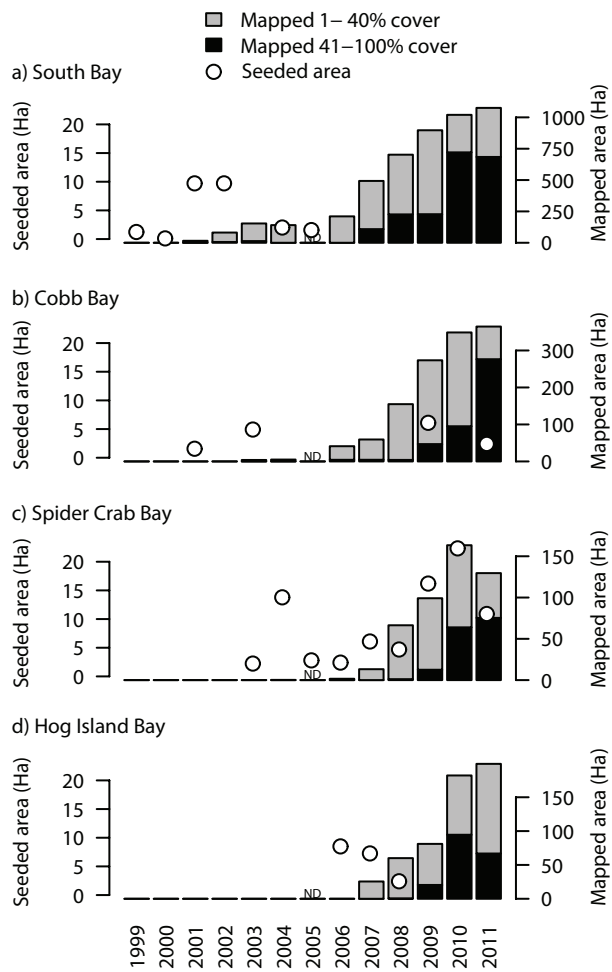 Mapped 1– 40% cover
Mapped 41–100% cover
Seeded area
a) South Bay
Seeded area (Ha)
20
15
10
5
0
ND
1000
750
500
250
0
Mapped area (Ha)
b) Cobb Bay
Seeded area (Ha)
20
15
10
5
0
ND
300
200
100
0
Mapped area (Ha)
c) Spider Crab Bay
Seeded area (Ha)
20
15
10
5
0
ND
150
100
50
0
Mapped area (Ha)
d) Hog Island Bay
Seeded area (Ha)
20
15
10
5
0
ND
150
100
50
0
Mapped area (Ha)
1999
2000
2001
2002
2003
2004
2005
2006
2007
2008
2009
2010
2011